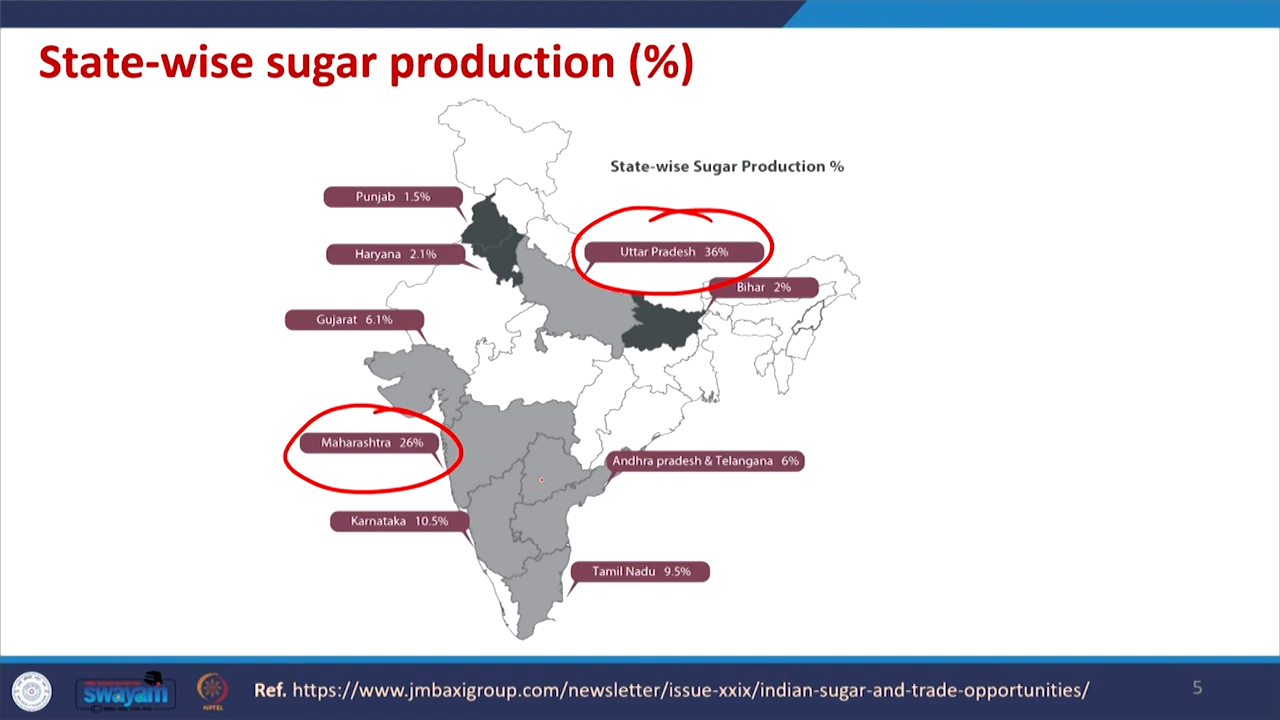 State-wise sugar production (%)
State-wise Sugar Production %
Punjab 1.5%
Uttar Pradesh 36%
Haryana 2.1%
Bihar 2%
Gujarat 6.1%
Maharashtra 26%
Andhra pradesh & Telangana 6%
Karnataka 10.5%
Tamil Nadu 9.5%
swayam
NPTEL
Ref. https://www.jmbaxigroup.com/newsletter/issue-xxix/indian-sugar-and-trade-opportunities/
5